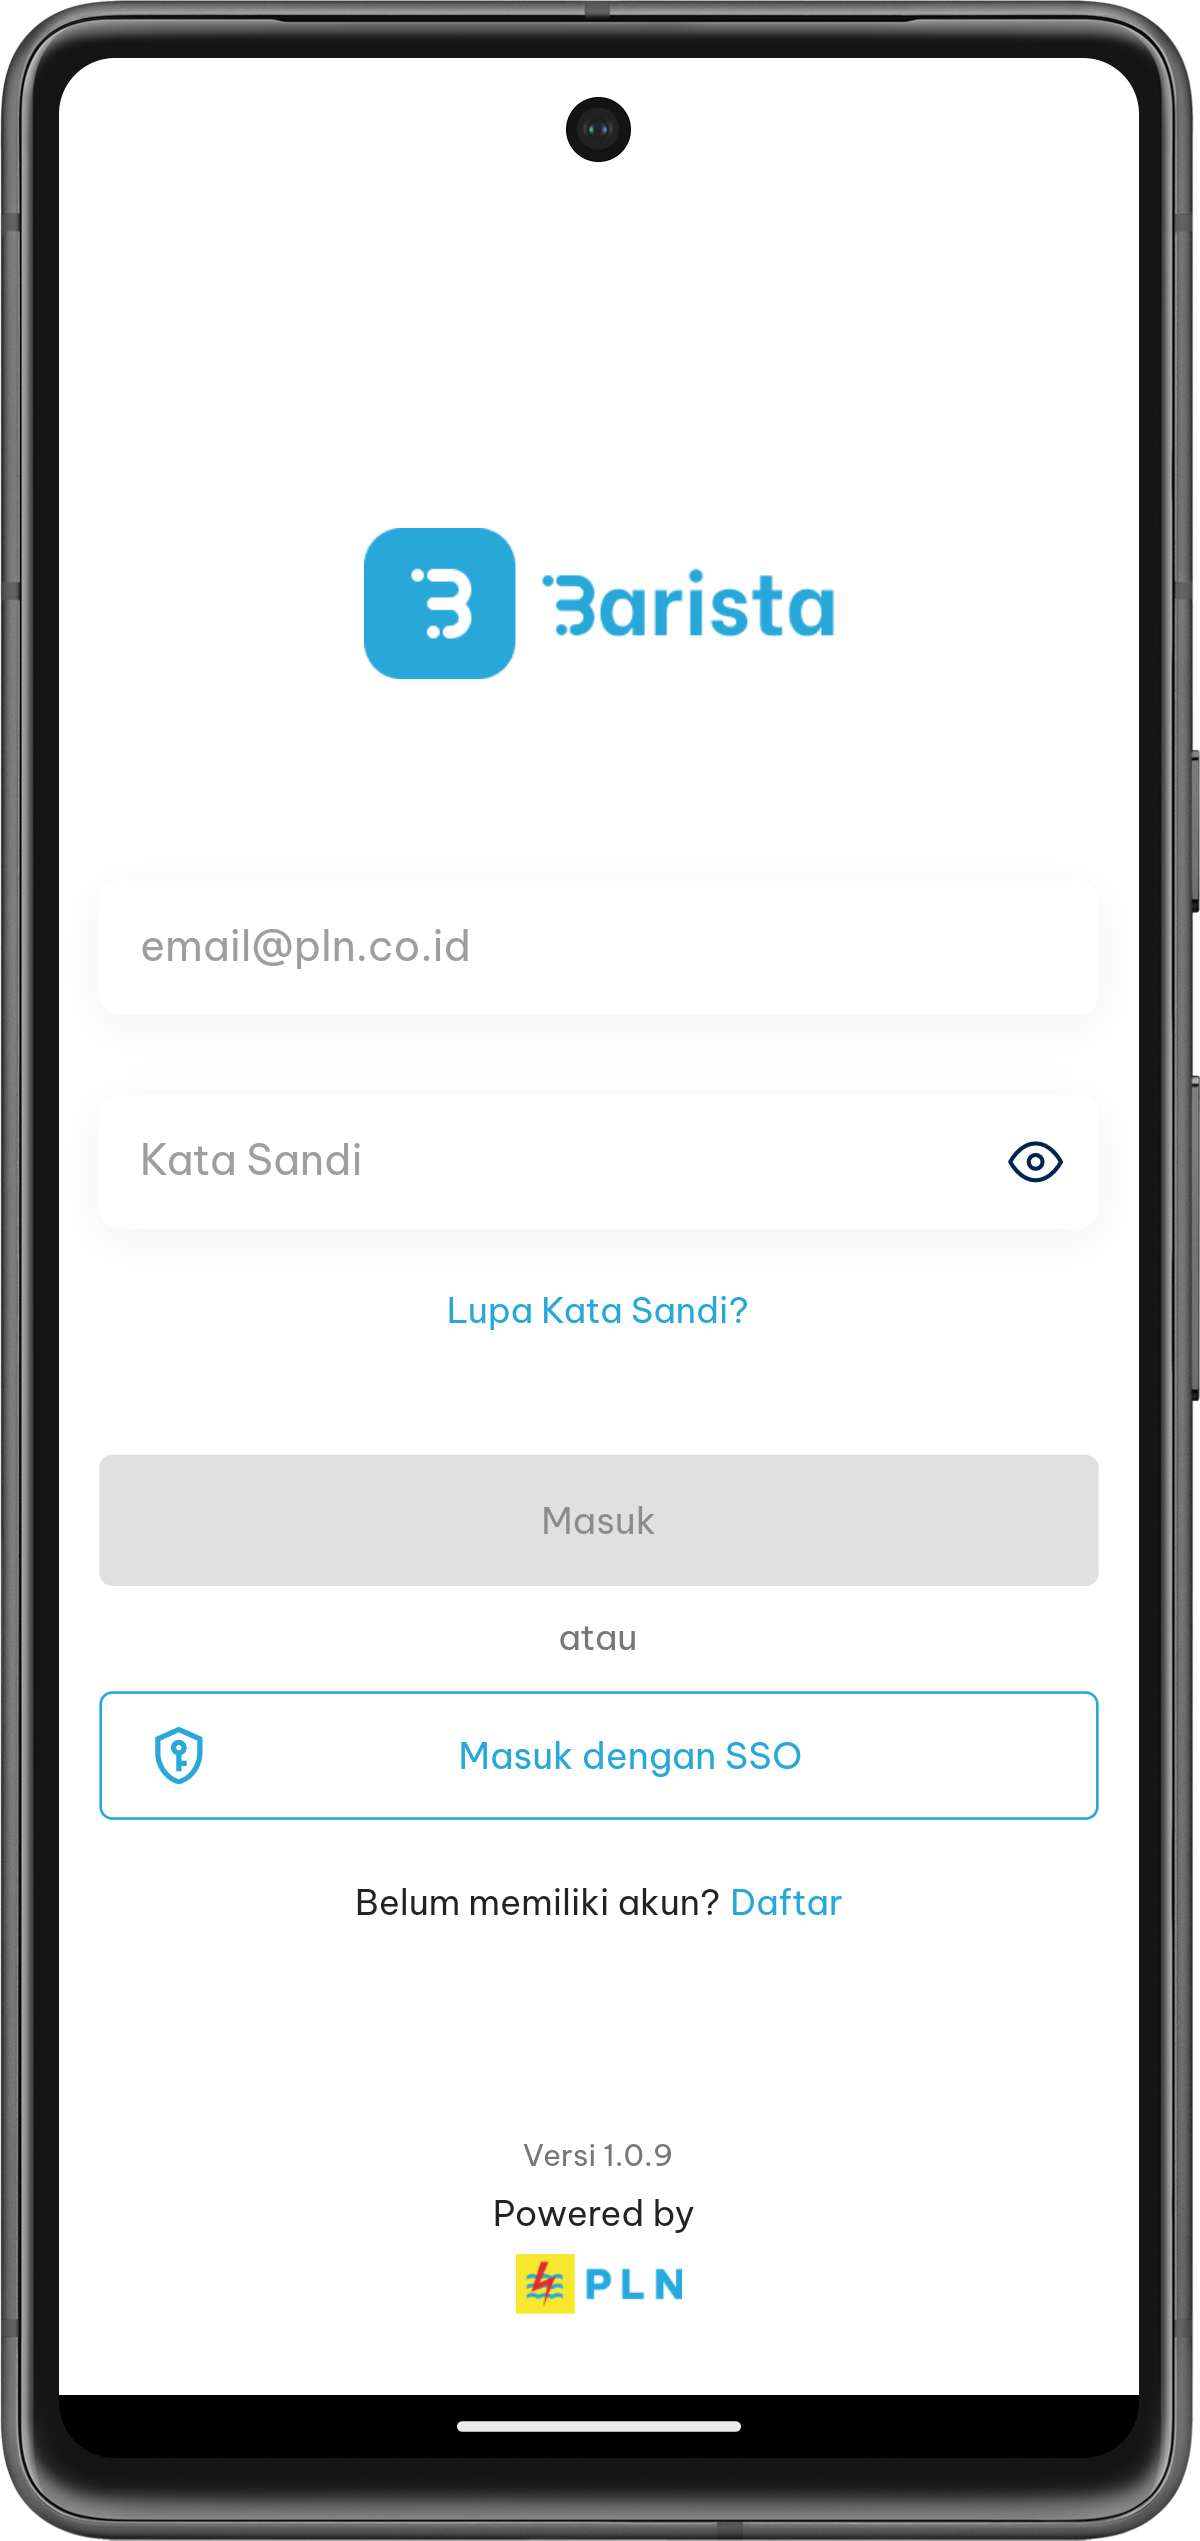 Barista
email@pln.co.id
Kata Sandi
Lupa Kata Sandi?
Masuk
atau
Masuk dengan SSO
Belum memiliki akun? Daftar
Versi 1.0.9
Powered by
PLN